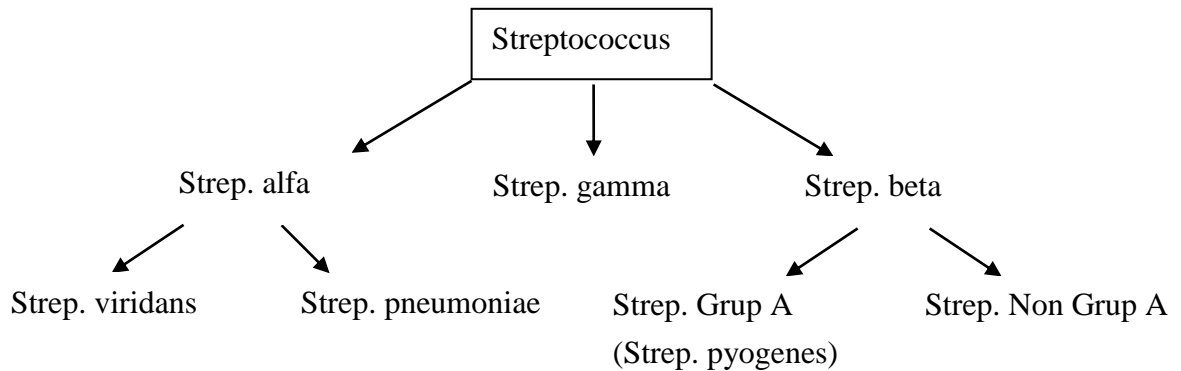 Streptococcus
Strep. alfa
Strep. gamma
Strep. beta
Strep. viridans
Strep. pneumoniae
Strep. Grup A
(Strep. pyogenes)
Strep. Non Grup A